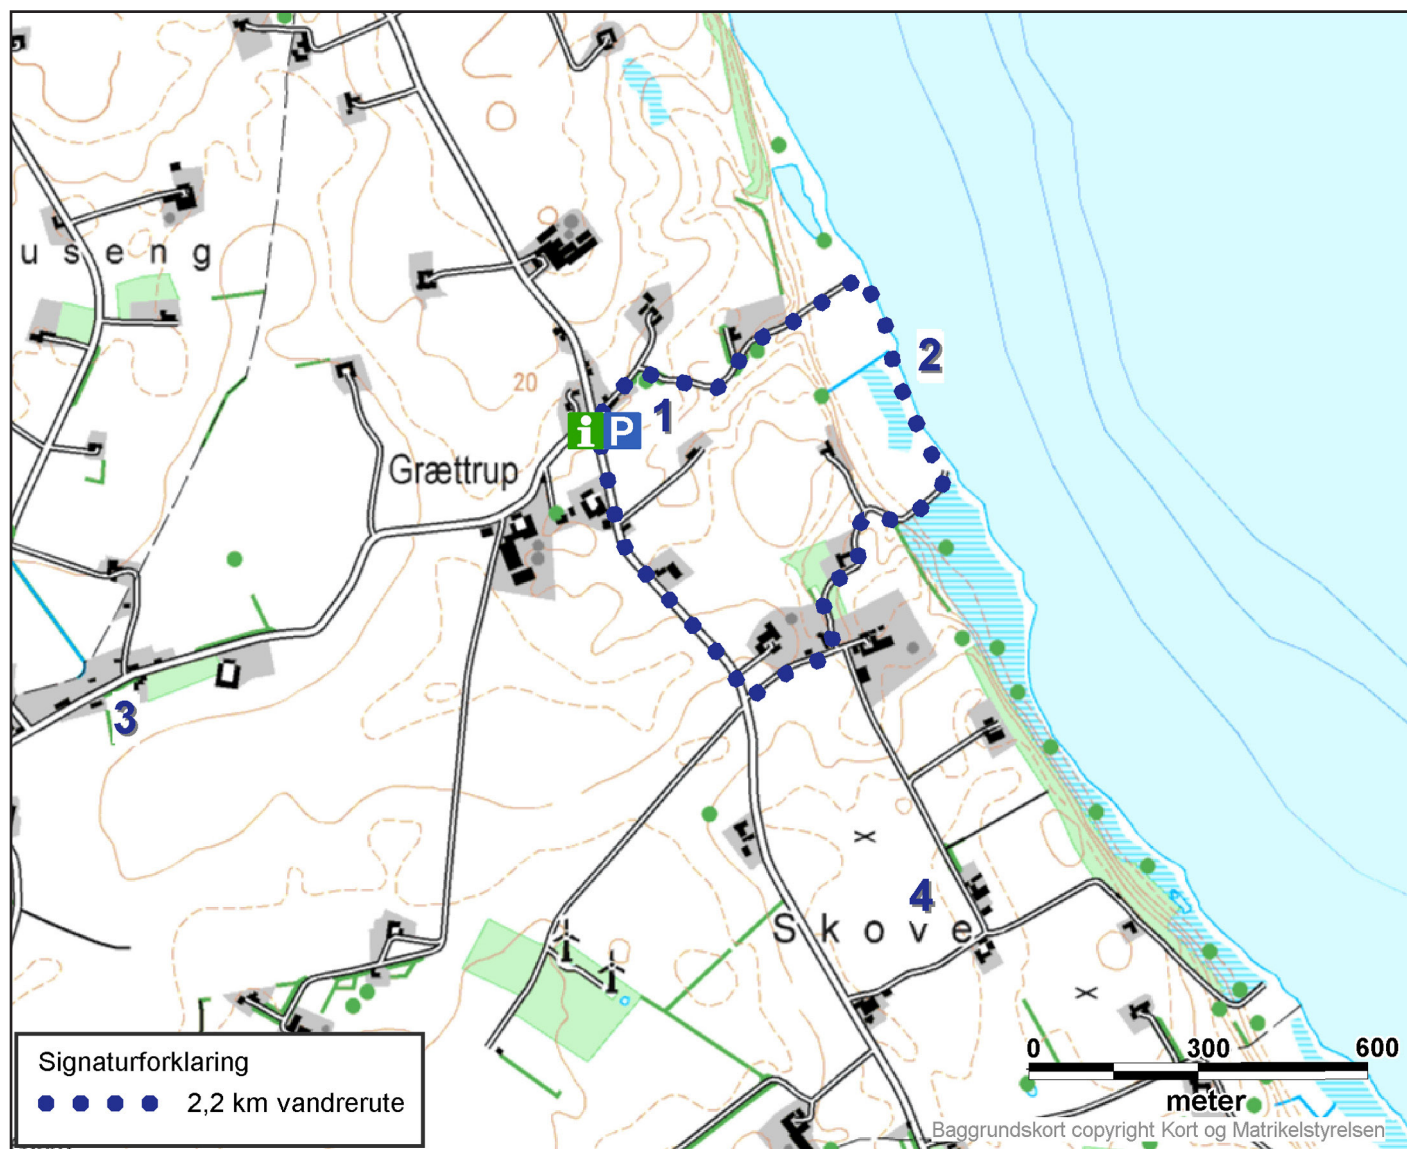 u s e n g
20
2
1
i P
Grættrup
3
4
S k o v e
Signaturforklaring
2,2 km vandrerute
0 300 600
meter
Baggrundskort copyright Kort og Matrikelstyrelsen